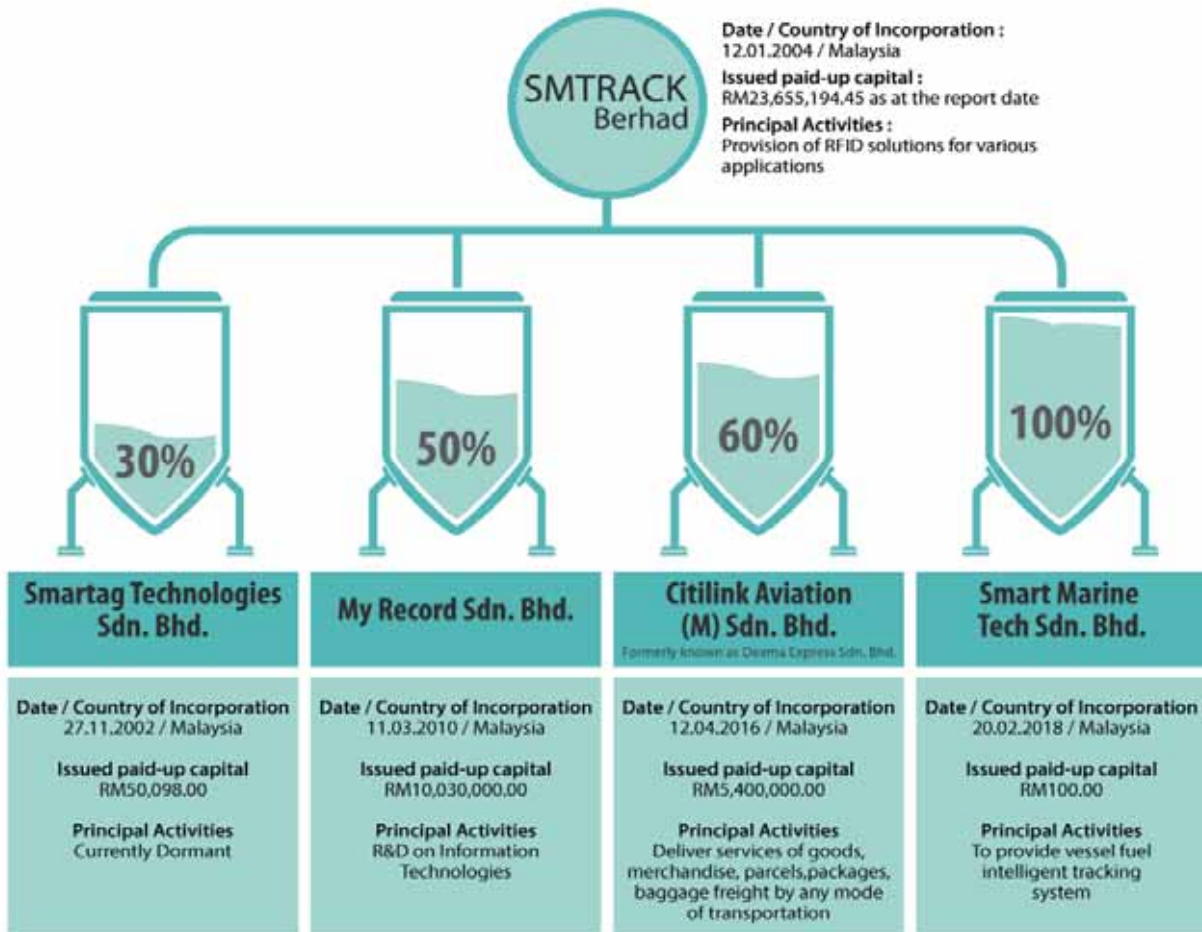 SMTRACK
Berhad
Date / Country of Incorporation :
12.01.2004 / Malaysia
Issued paid-up capital :
RM23,655,194.45 as at the report date
Principal Activities :
Provision of RFID solutions for various
applications
30%
50%
60%
100%
Smartag Technologies
Sdn. Bhd.
Date / Country of Incorporation
27.11.2002 / Malaysia
Issued paid-up capital
RM50,098.00
Principal Activities
Currently Dormant
My Record Sdn. Bhd.
Date / Country of Incorporation
11.03.2010 / Malaysia
Issued paid-up capital
RM10,030,000.00
Principal Activities
R&D on Information
Technologies
Citilink Aviation
(M) Sdn. Bhd.
Formerly known as Deema Express Sdn. Bhd.
Date / Country of Incorporation
12.04.2016 / Malaysia
Issued paid-up capital
RM5,400,000.00
Principal Activities
Deliver services of goods,
merchandise, parcels,packages,
baggage freight by any mode
of transportation
Smart Marine
Tech Sdn. Bhd.
Date / Country of Incorporation
20.02.2018 / Malaysia
Issued paid-up capital
RM100.00
Principal Activities
To provide vessel fuel
intelligent tracking
system